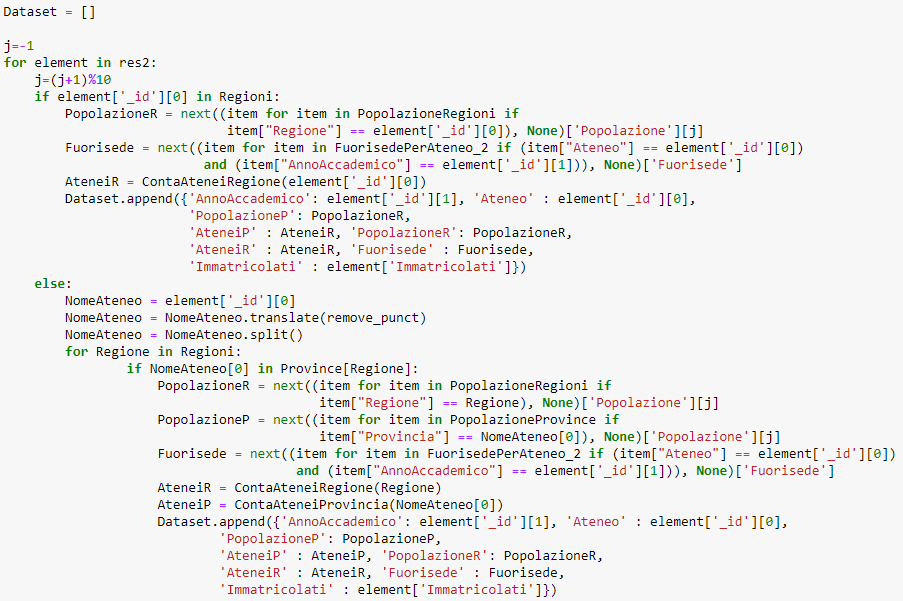 Dataset = []
j=-1
for element in res2:
    j=(j+1)%10
    if element['_id'][0] in Regioni:
        PopolazioneR = next((item for item in PopolazioneRegioni if
                             item["Regione"] == element['_id'][0]), None)['Popolazione'][j]
        Fuorisede = next((item for item in FuorisedePerAteneo_2 if (item["Ateneo"] == element['_id'][0])
                          and (item["AnnoAccademico"] == element['_id'][1])), None)['Fuorisede']
        AteneiR = ContaAteneiRegione(element['_id'][0])
        Dataset.append({'AnnoAccademico': element['_id'][1], 'Ateneo' : element['_id'][0],
                        'PopolazioneP': PopolazioneR,
                        'AteneiP' : AteneiR, 'PopolazioneR': PopolazioneR,
                        'AteneiR' : AteneiR, 'Fuorisede' : Fuorisede,
                        'Immatricolati' : element['Immatricolati']})
    else:
        NomeAteneo = element['_id'][0]
        NomeAteneo = NomeAteneo.translate(remove_punct)
        NomeAteneo = NomeAteneo.split()
        for Regione in Regioni:
                if NomeAteneo[0] in Province[Regione]:
                    PopolazioneR = next((item for item in PopolazioneRegioni if
                                         item["Regione"] == Regione), None)['Popolazione'][j]
                    PopolazioneP = next((item for item in PopolazioneProvince if
                                         item["Provincia"] == NomeAteneo[0]), None)['Popolazione'][j]
                    Fuorisede = next((item for item in FuorisedePerAteneo_2 if (item["Ateneo"] == element['_id'][0])
                                      and (item["AnnoAccademico"] == element['_id'][1])), None)['Fuorisede']
                    AteneiR = ContaAteneiRegione(Regione)
                    AteneiP = ContaAteneiProvincia(NomeAteneo[0])
                    Dataset.append({'AnnoAccademico': element['_id'][1], 'Ateneo' : element['_id'][0],
                            'PopolazioneP': PopolazioneP,
                            'AteneiP' : AteneiP, 'PopolazioneR': PopolazioneR,
                            'AteneiR' : AteneiR, 'Fuorisede' : Fuorisede,
                            'Immatricolati' : element['Immatricolati']})